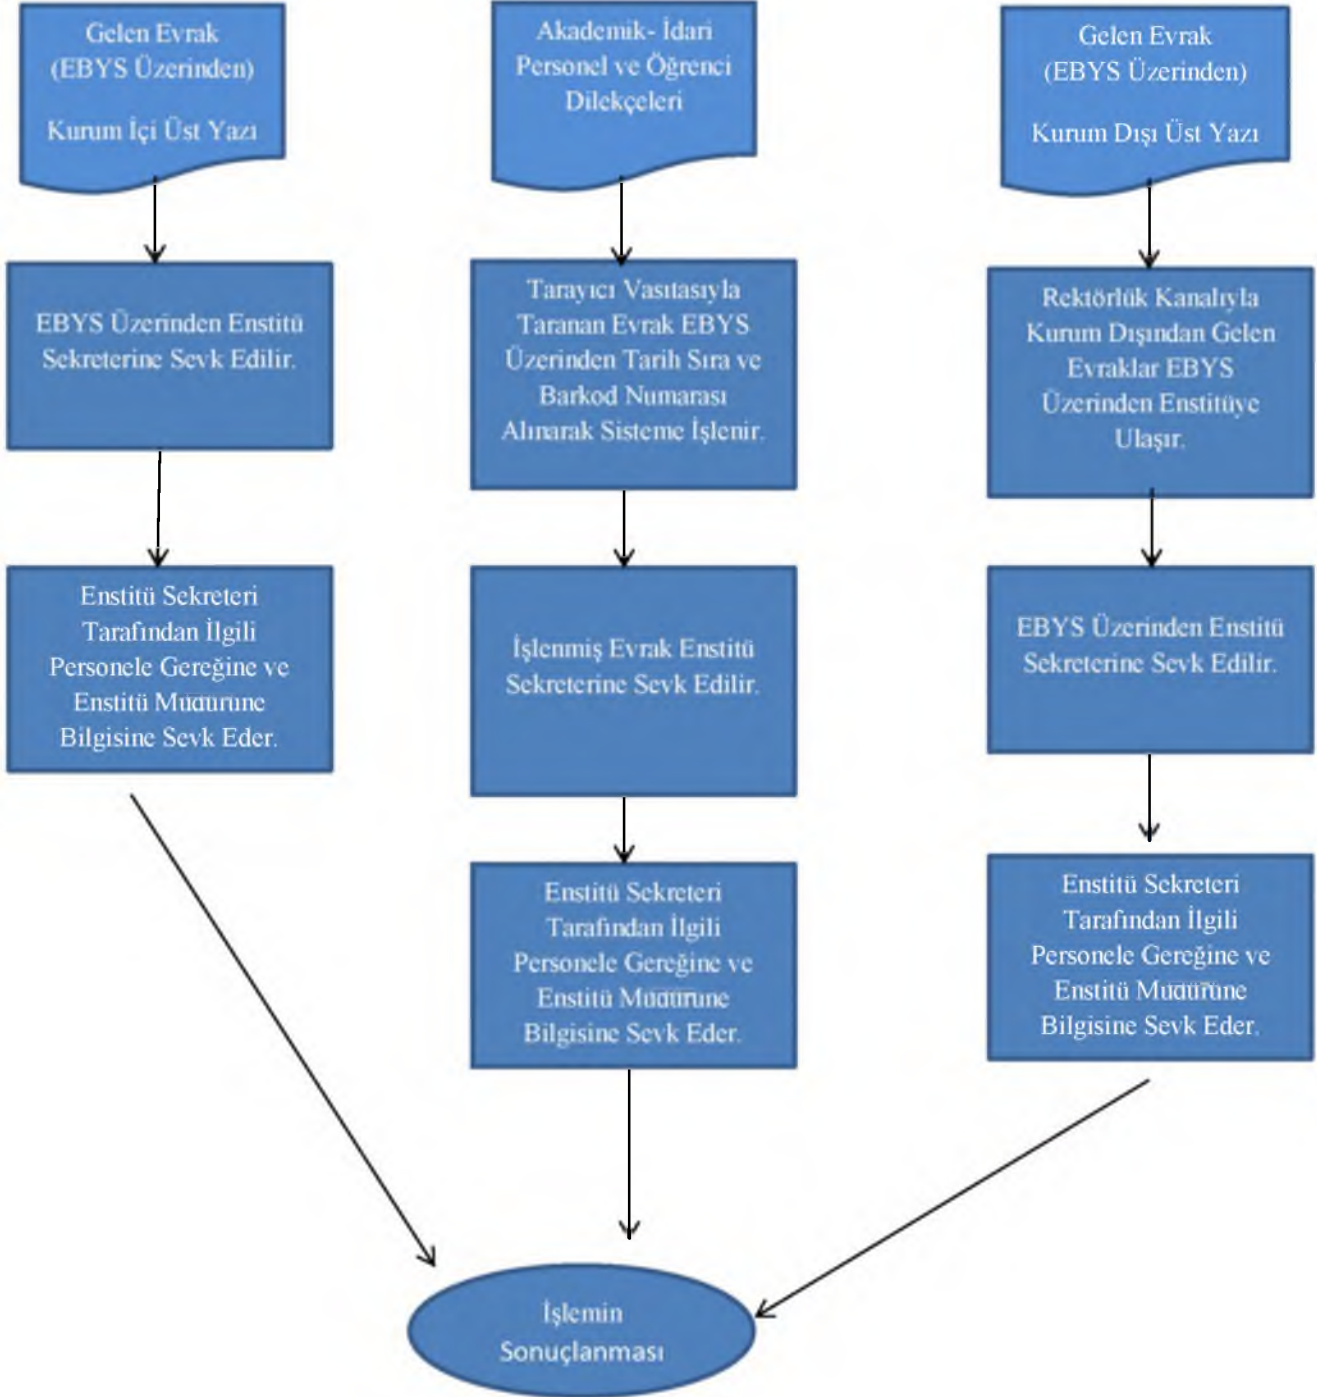 Gelen Evrak
(EBYS Üzerinden)
Kurum İçi Üst Yazı
EBYS Üzerinden Enstitü
Sekreterine Sevk Edilir.
Enstitü Sekreteri
Tarafından İlgili
Personele Gereğine ve
Enstitü Müdürüne
Bilgisine Sevk Eder.
Akademik- İdari
Personel ve Öğrenci
Dilekçeleri
Tarayıcı Vasıtasıyla
Taranan Evrak EBYS
Üzerinden Tarih Sıra ve
Barkod Numarası
Alınarak Sisteme İşlenir.
İşlenmiş Evrak Enstitü
Sekreterine Sevk Edilir.
Enstitü Sekreteri
Tarafından İlgili
Personele Gereğine ve
Enstitü Müdürüne
Bilgisine Sevk Eder.
Gelen Evrak
(EBYS Üzerinden)
Kurum Dışı Üst Yazı
Rektörlük Kanalıyla
Kurum Dışından Gelen
Evraklar EBYS
Üzerinden Enstitüye
Ulaşır.
EBYS Üzerinden Enstitü
Sekreterine Sevk Edilir.
Enstitü Sekreteri
Tarafından İlgili
Personele Gereğine ve
Enstitü Müdürüne
Bilgisine Sevk Eder.
İşlemin
Sonuçlanması